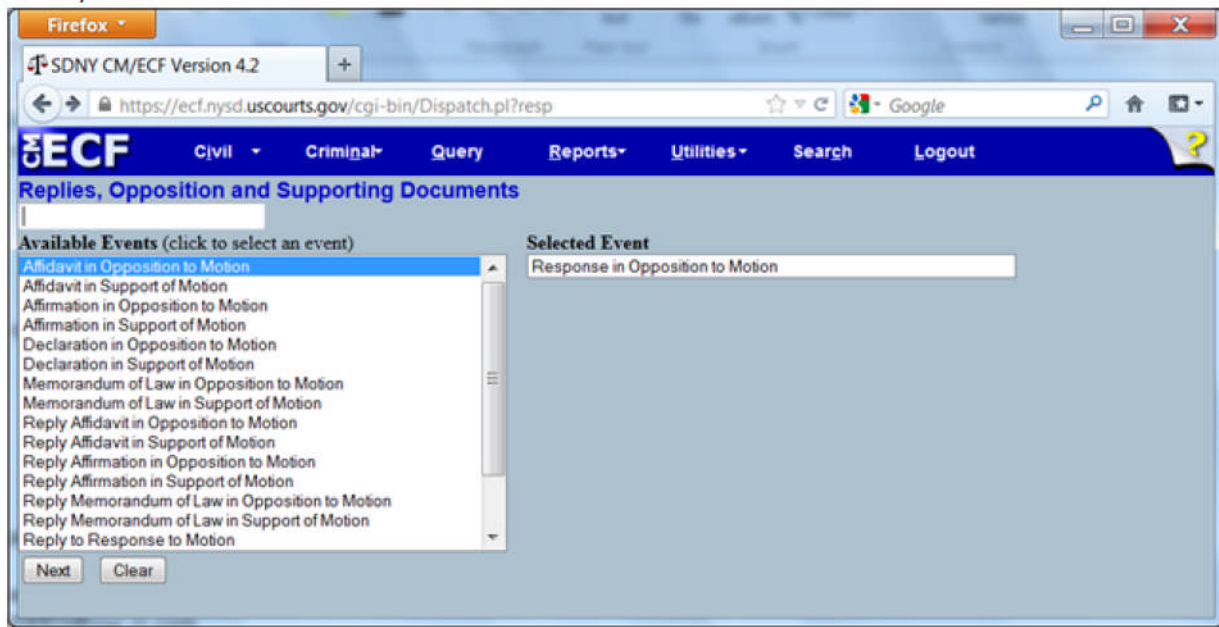 Firefox
SDNY CM/ECF Version 4.2 +
https://ecf.nysd.uscourts.gov/cgi-bin/Dispatch.pl?resp Google
CM ECF Civil Criminal Query Reports Utilities Search Logout ?
Replies, Opposition and Supporting Documents
Available Events (click to select an event) Selected Event
Affidavit in Opposition to Motion Response in Opposition to Motion
Affidavit in Support of Motion
Affirmation in Opposition to Motion
Affirmation in Support of Motion
Declaration in Opposition to Motion
Declaration in Support of Motion
Memorandum of Law in Opposition to Motion
Memorandum of Law in Support of Motion
Reply Affidavit in Opposition to Motion
Reply Affidavit in Support of Motion
Reply Affirmation in Opposition to Motion
Reply Affirmation in Support of Motion
Reply Memorandum of Law in Opposition to Motion
Reply Memorandum of Law in Support of Motion
Reply to Response to Motion
Next Clear